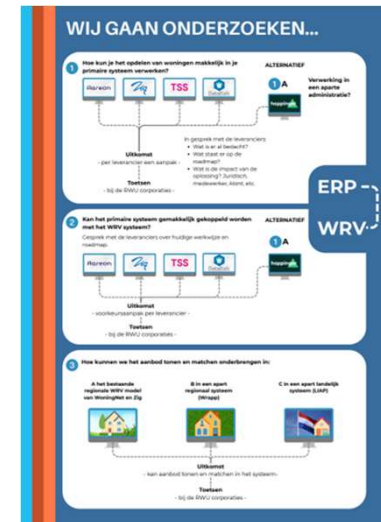 WIJ GAAN ONDERZOEKEN...
1
Hoe kun je het opdelen van woningen makkelijk in je
primaire systeem verwerken?
ALTERNATIEF
Aareon
Zig
TSS
1 A
Verwerking in
een aparte
administratie?
In gesprek met de leveranciers:
• Wat is er al bedacht?
• Wat staat er op de
roadmap?
• Wat is de impact van de
oplossing? Juridisch,
medewerker, klant, etc.
Uitkomst
- per leverancier een aanpak -
Toetsen
- bij de RWU corporaties -
ERP
WRV
2
Kan het primaire systeem gemakkelijk gekoppeld worden
met het WRV systeem?
ALTERNATIEF
Gesprek met de leveranciers over huidige werkwijze en
roadmap.
1 A
Aareon
Zig
TSS
Uitkomst
- voorkeursaanpak per leverancier -
Toetsen
- bij de RWU corporaties -
3
Hoe kunnen we het aanbod tonen en matchen onderbrengen in:
A het bestaande
regionale WRV model
van WoningNet en Zig
B in een apart
regionaal systeem
(Wrapp)
C in een apart landelijk
systeem (LIAP)
Uitkomst
- kan aanbod tonen en matchen in het systeem-
Toetsen
- bij de RWU corporaties -